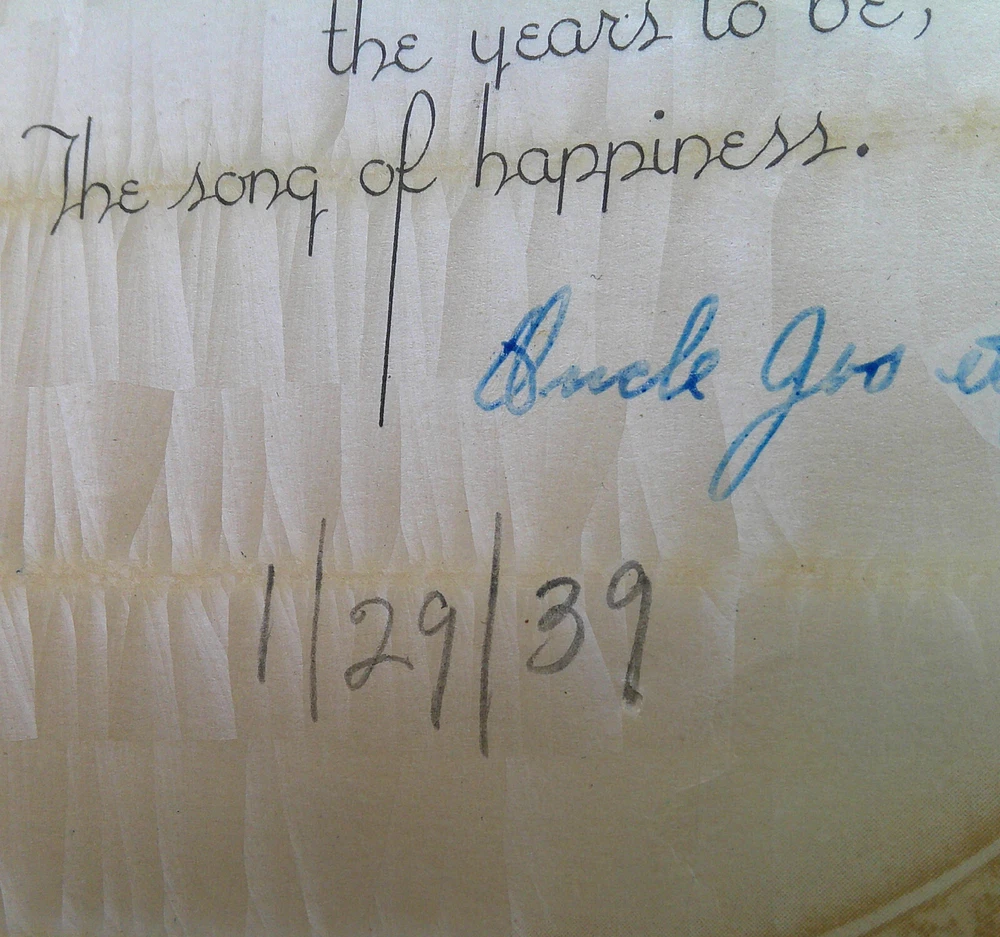 the years to be,
The song of happiness.
Uncle Geo
1/29/39